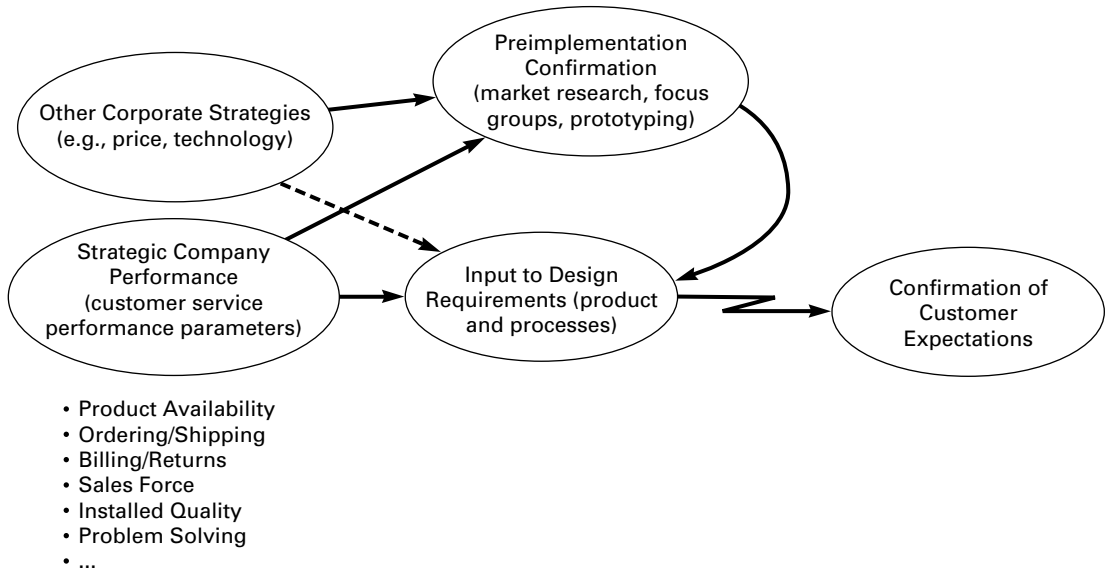 Other Corporate Strategies
(e.g., price, technology)
Preimplementation
Confirmation
(market research, focus
groups, prototyping)
Strategic Company
Performance
(customer service
performance parameters)
Input to Design
Requirements (product
and processes)
Confirmation of
Customer
Expectations
• Product Availability
• Ordering/Shipping
• Billing/Returns
• Sales Force
• Installed Quality
• Problem Solving
• ...